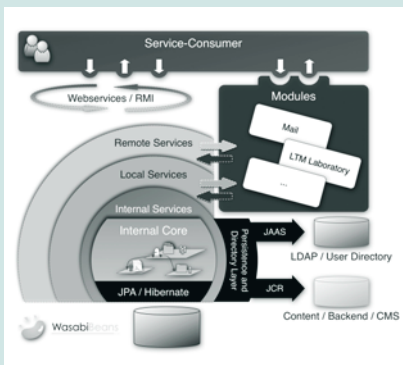 Service-Consumer
Webservices / RMI
Modules
Mail
LTM Laboratory
...
Remote Services
Local Services
Internal Services
Internal Core
JPA / Hibernate
Persistence and
Directory Layer
JAAS
LDAP / User Directory
JCR
Content / Backend / CMS
WasabiBeans